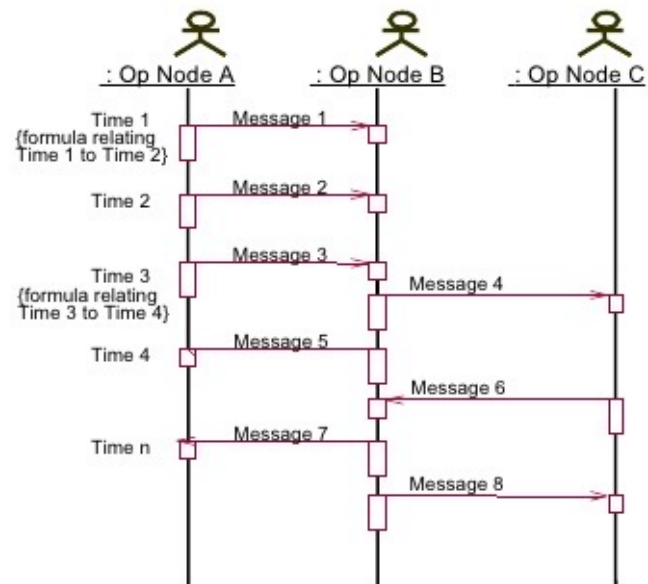 : Op Node A : Op Node B : Op Node C
Time 1
{formula relating
Time 1 to Time 2}
Message 1
Time 2
Message 2
Message 3
Time 3
{formula relating
Time 3 to Time 4}
Message 4
Time 4
Message 5
Message 6
Time n
Message 7
Message 8